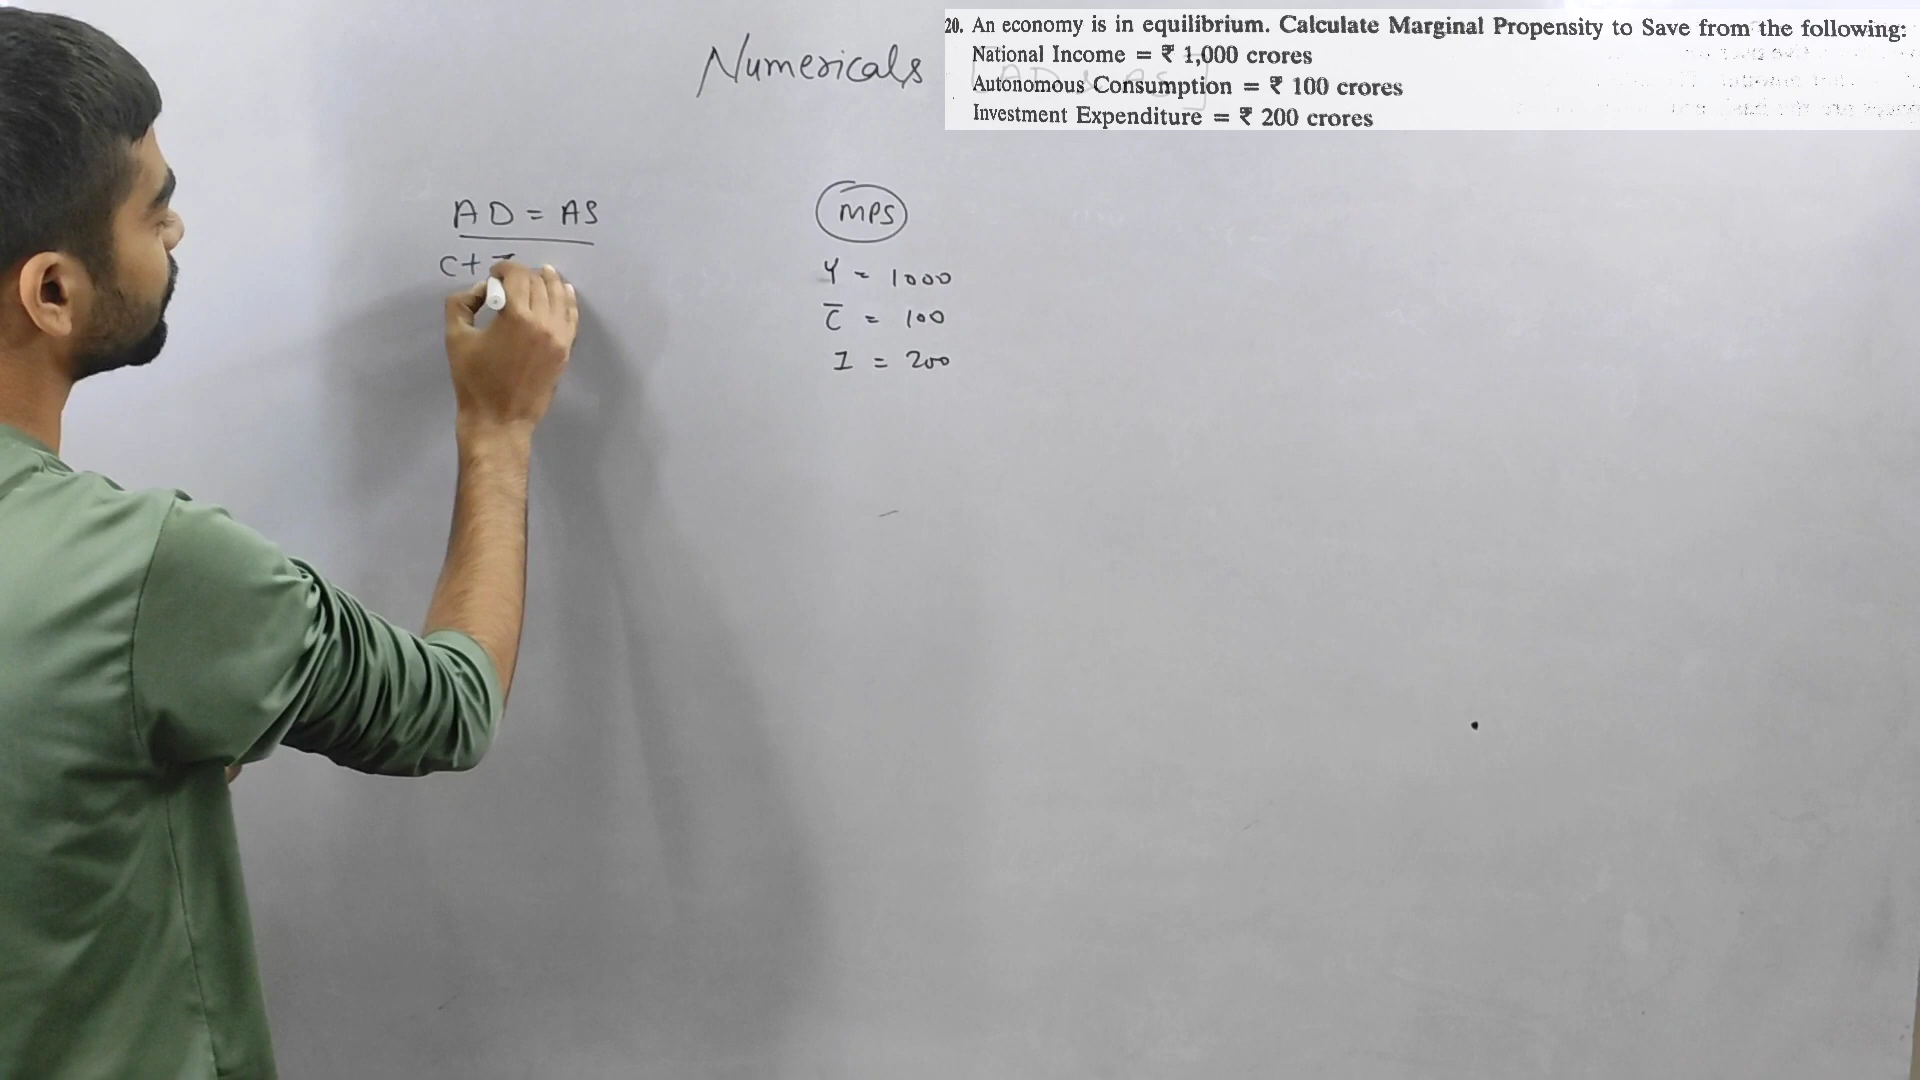 Numericals
20. An economy is in equilibrium. Calculate Marginal Propensity to Save from the following:
National Income = ₹ 1,000 crores
Autonomous Consumption = ₹ 100 crores
Investment Expenditure = ₹ 200 crores
AD = AS
C+
MPS
Y = 1000
C̅ = 100
I = 200